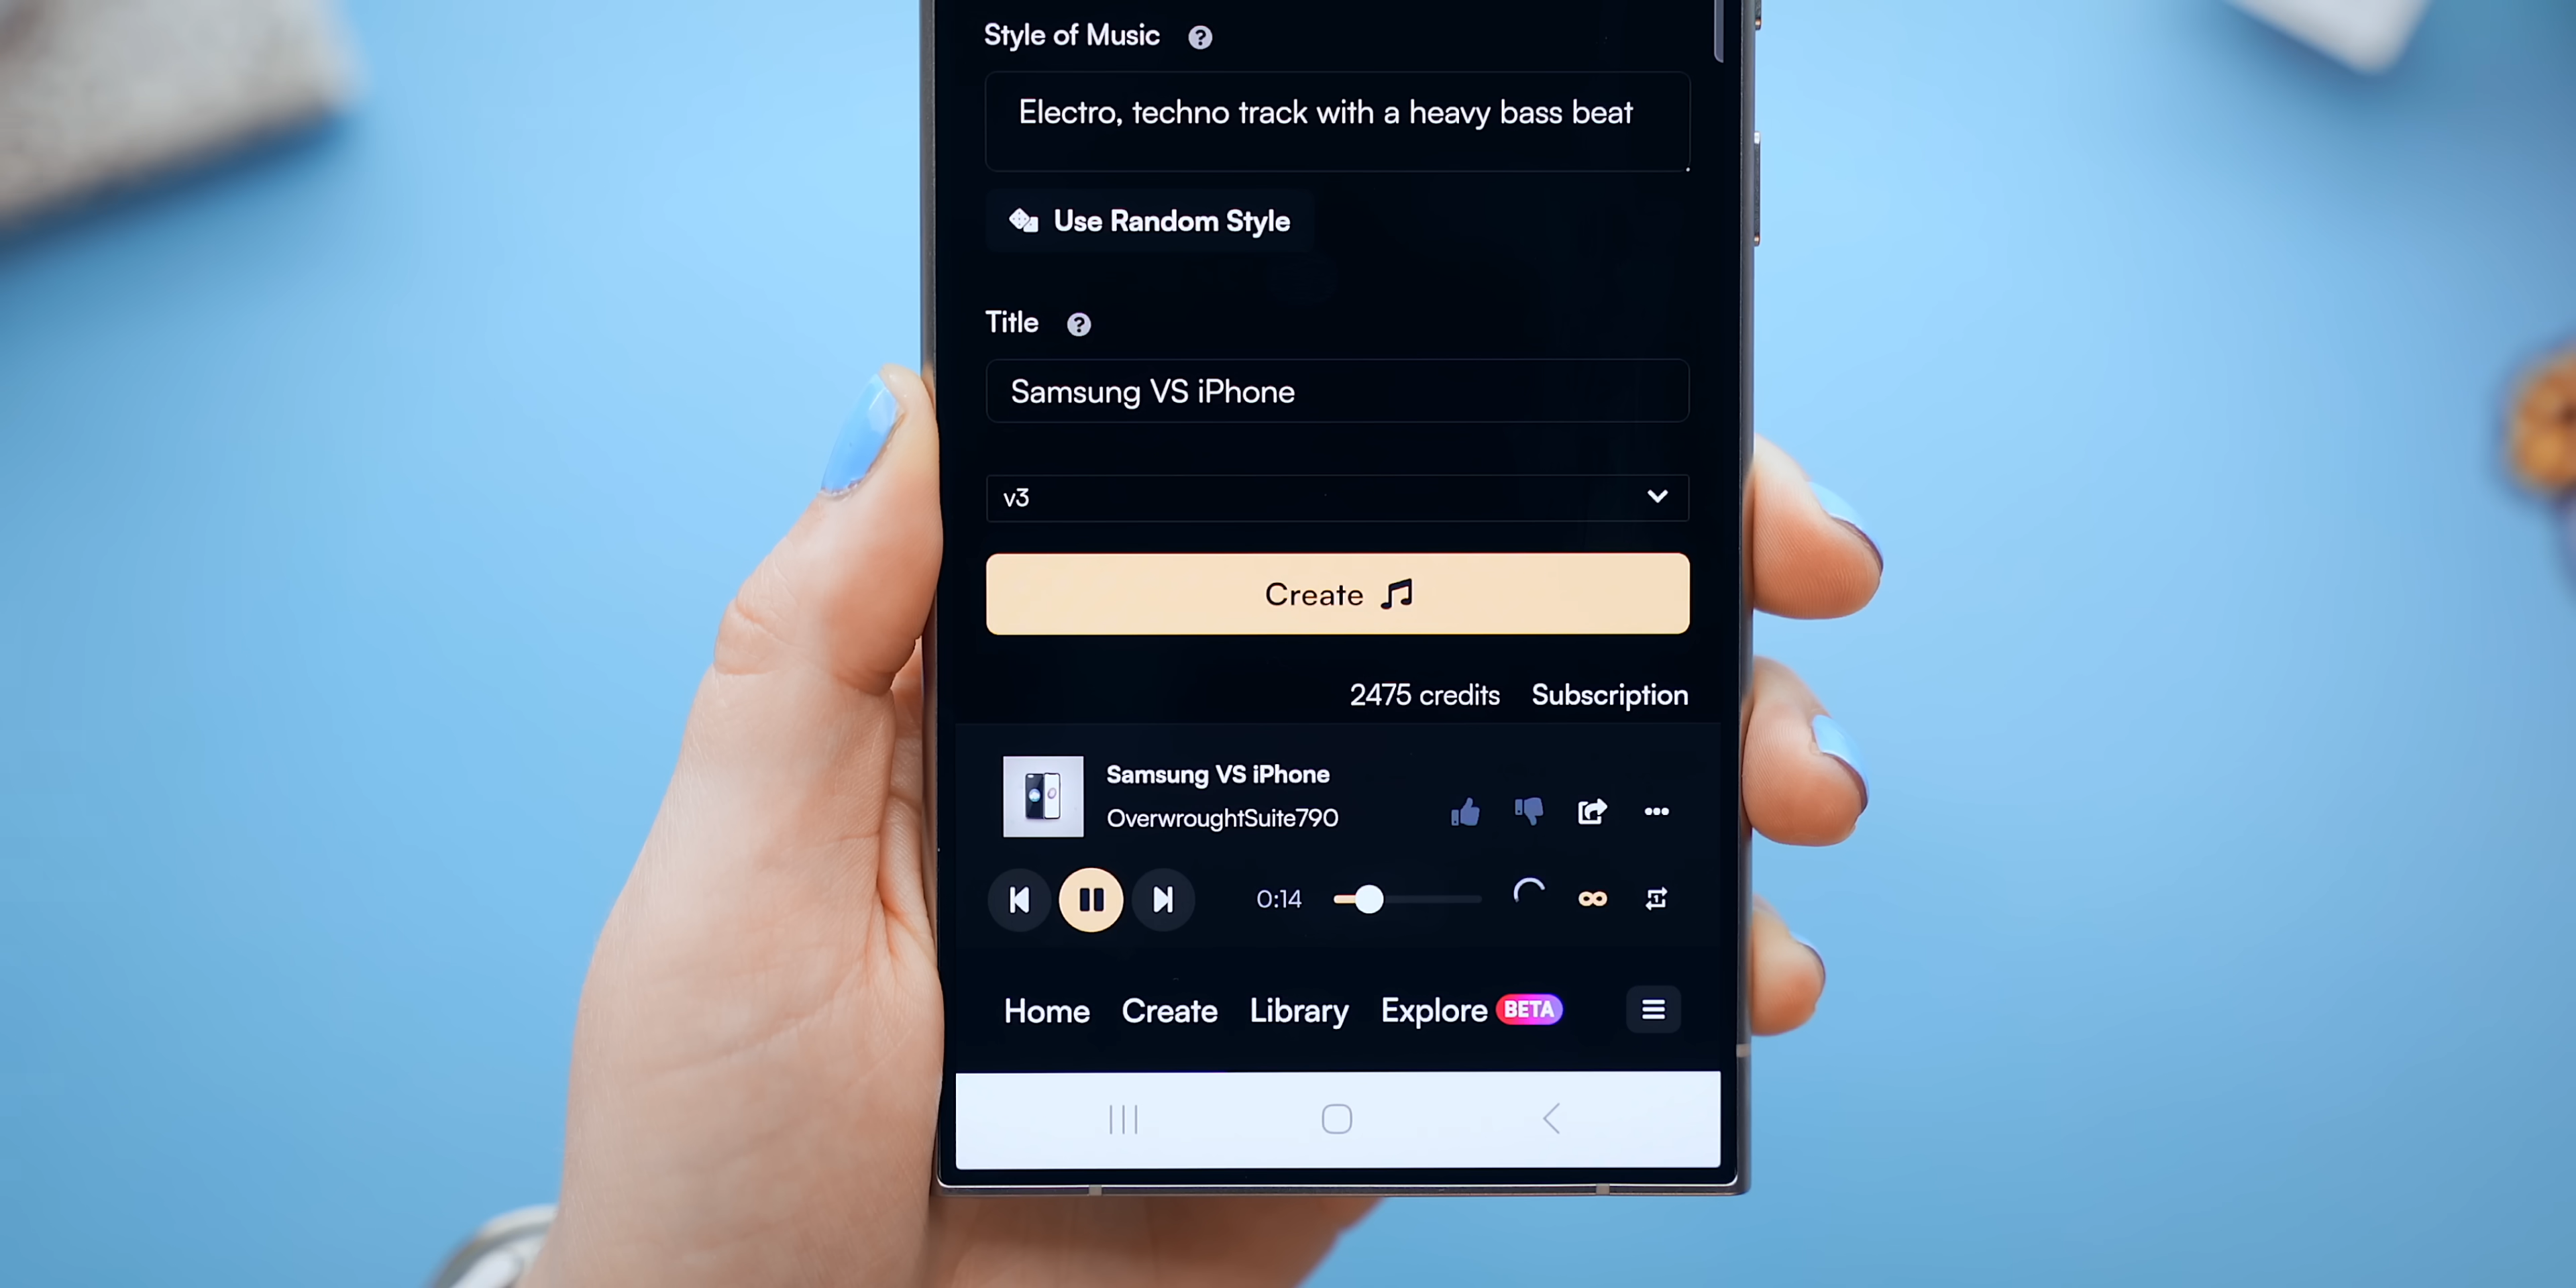 Style of Music
Electro, techno track with a heavy bass beat
Use Random Style
Title
Samsung VS iPhone
v3
Create
2475 credits Subscription
Samsung VS iPhone
OverwroughtSuite790
0:14
Home Create Library Explore BETA